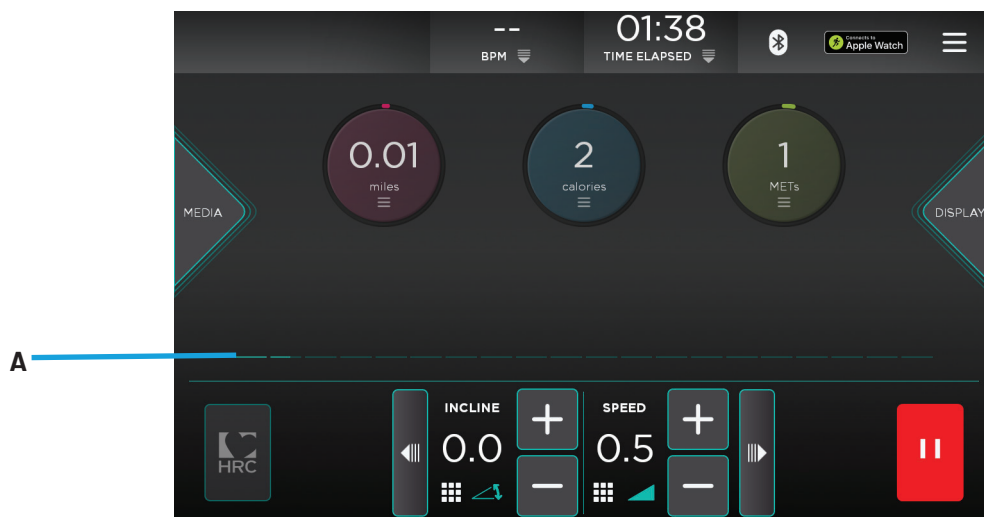 --
BPM
01:38
TIME ELAPSED
Connects to
Apple Watch
0.01
miles
2
calories
1
METs
MEDIA
DISPLAY
A
INCLINE
0.0
+
−
SPEED
0.5
+
−
HRC